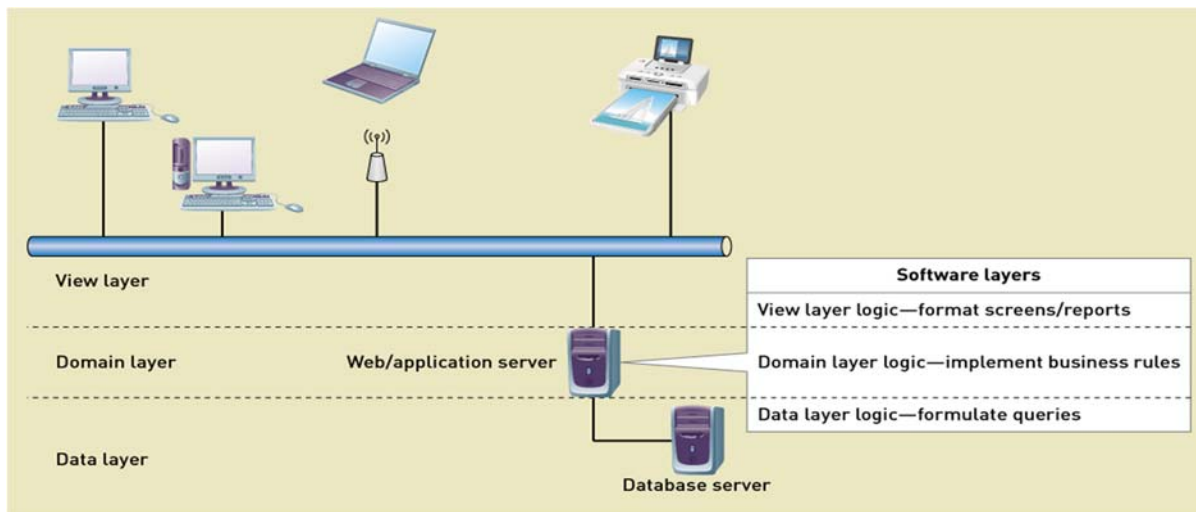 View layer
Software layers
View layer logic—format screens/reports
Domain layer
Web/application server
Domain layer logic—implement business rules
Data layer logic—formulate queries
Data layer
Database server